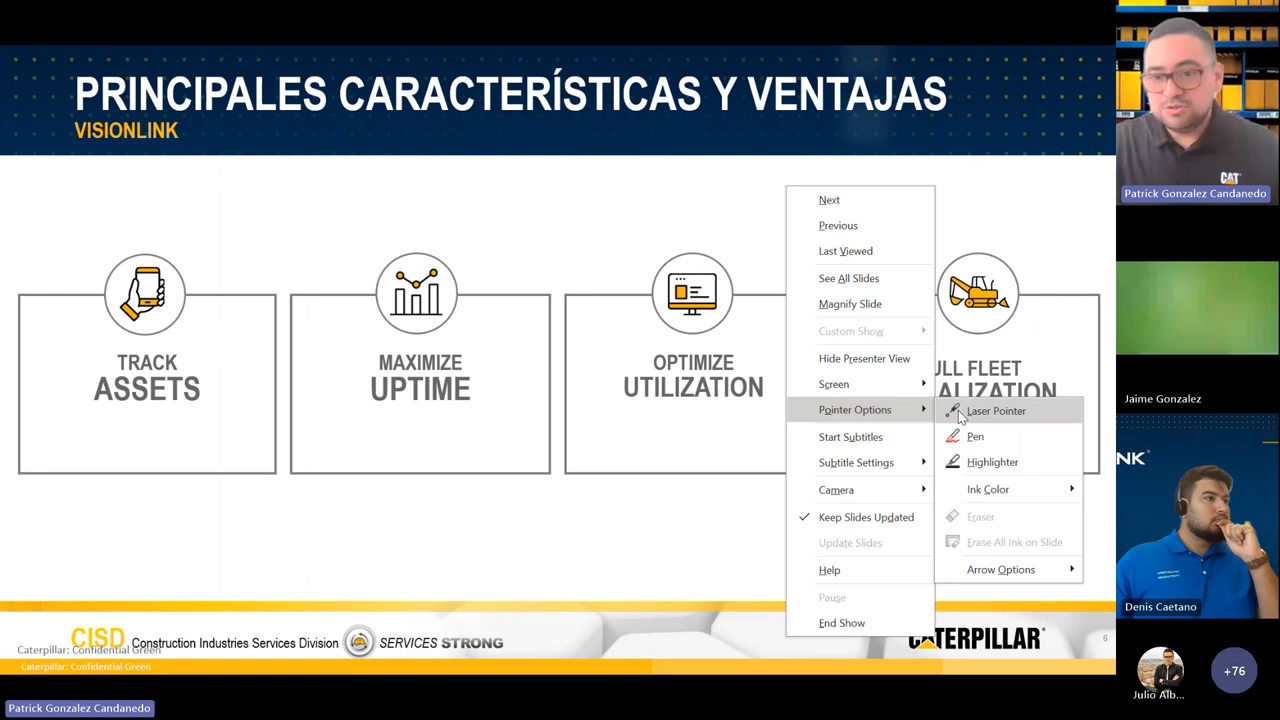 PRINCIPALES CARACTERÍSTICAS Y VENTAJAS
VISIONLINK
TRACK
ASSETS
MAXIMIZE
UPTIME
OPTIMIZE
UTILIZATION
LL FLEET
ALIZATION
Next
Previous
Last Viewed
See All Slides
Magnify Slide
Custom Show
Hide Presenter View
Screen
Pointer Options
Start Subtitles
Subtitle Settings
Camera
Keep Slides Updated
Update Slides
Help
Pause
End Show
Laser Pointer
Pen
Highlighter
Ink Color
Eraser
Erase All Ink on Slide
Arrow Options
CISD Construction Industries Services Division SERVICES STRONG
CATERPILLAR®
6
Caterpillar: Confidential Green
Caterpillar: Confidential Green
Patrick Gonzalez Candanedo
CAT
Patrick Gonzalez Candanedo
Jaime Gonzalez
NK
Denis Caetano
Julio Alb...
+76